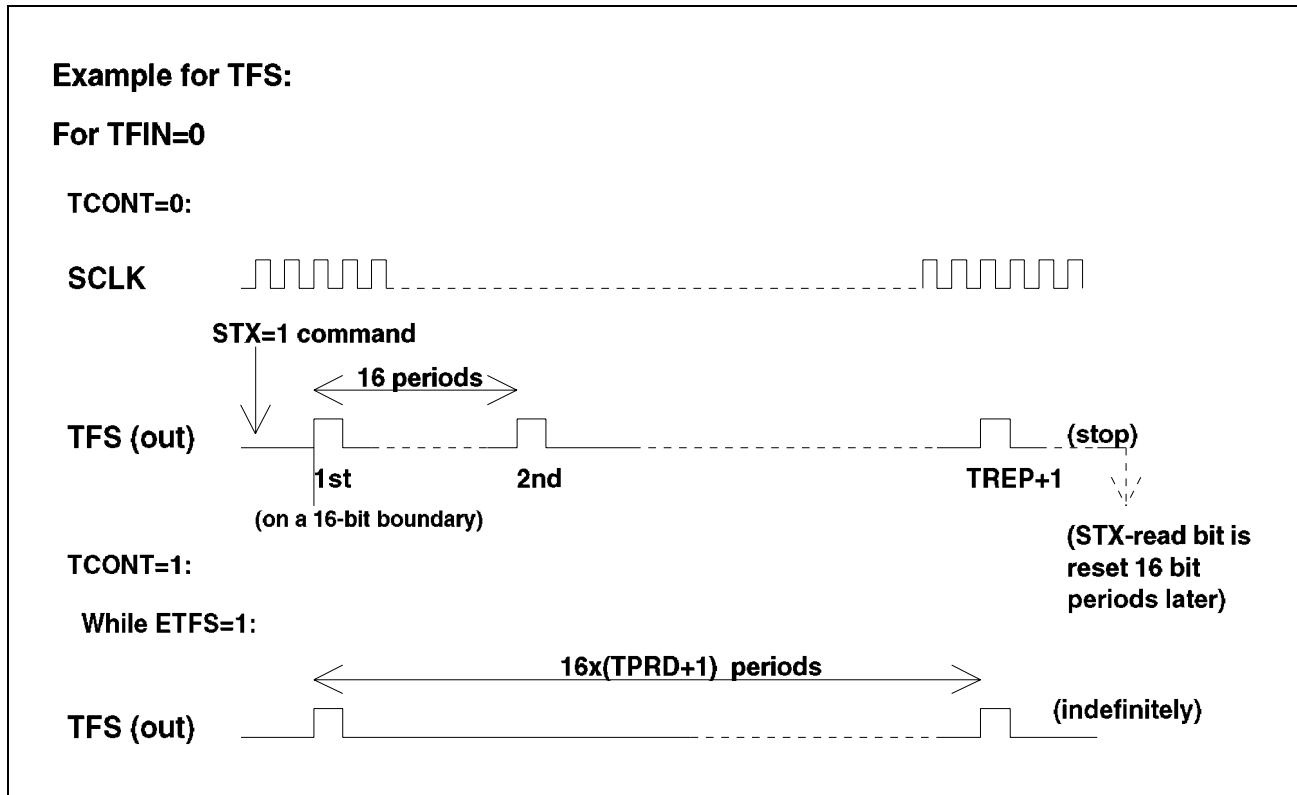 Example for TFS:
For TFIN=0
TCONT=0:
SCLK
STX=1 command
16 periods
TFS (out)
(stop)
1st
2nd
TREP+1
(on a 16-bit boundary)
(STX-read bit is
reset 16 bit
periods later)
TCONT=1:
While ETFS=1:
16x(TPRD+1) periods
TFS (out)
(indefinitely)